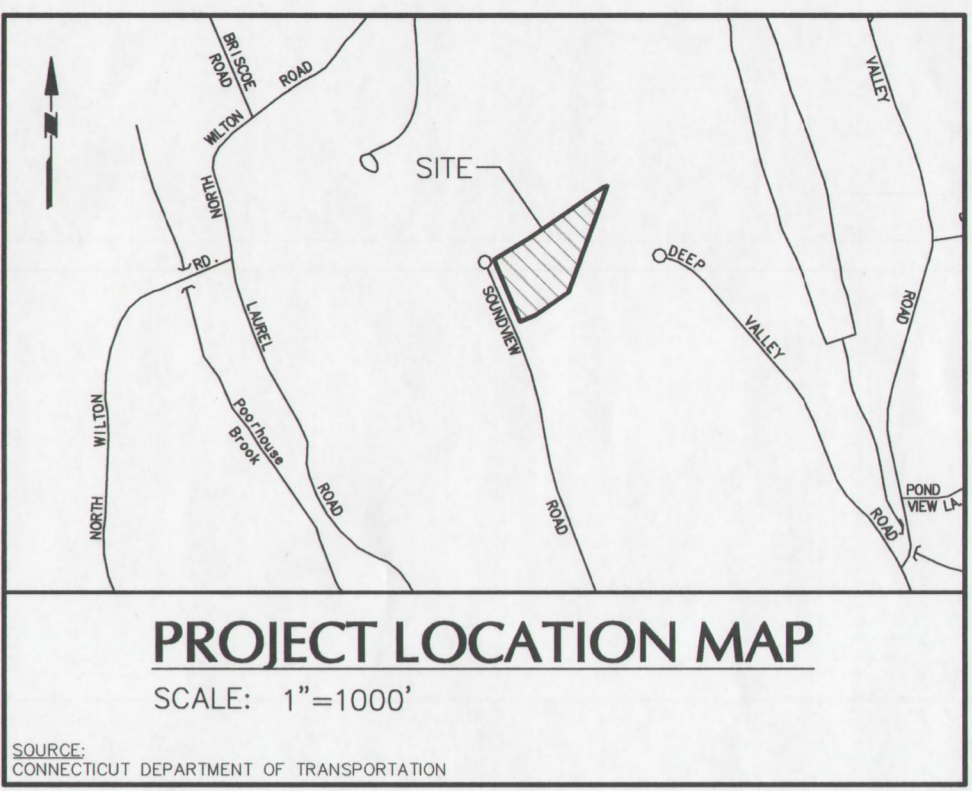 BRISCOE
ROAD
WILTON ROAD
NORTH
RD.
LAUREL
ROAD
Poorhouse
Brook
WILTON
NORTH
SITE
SOUNDVIEW
ROAD
DEEP
VALLEY
ROAD
VALLEY
ROAD
POND
VIEW LA.
N
PROJECT LOCATION MAP
SCALE: 1"=1000'
SOURCE:
CONNECTICUT DEPARTMENT OF TRANSPORTATION